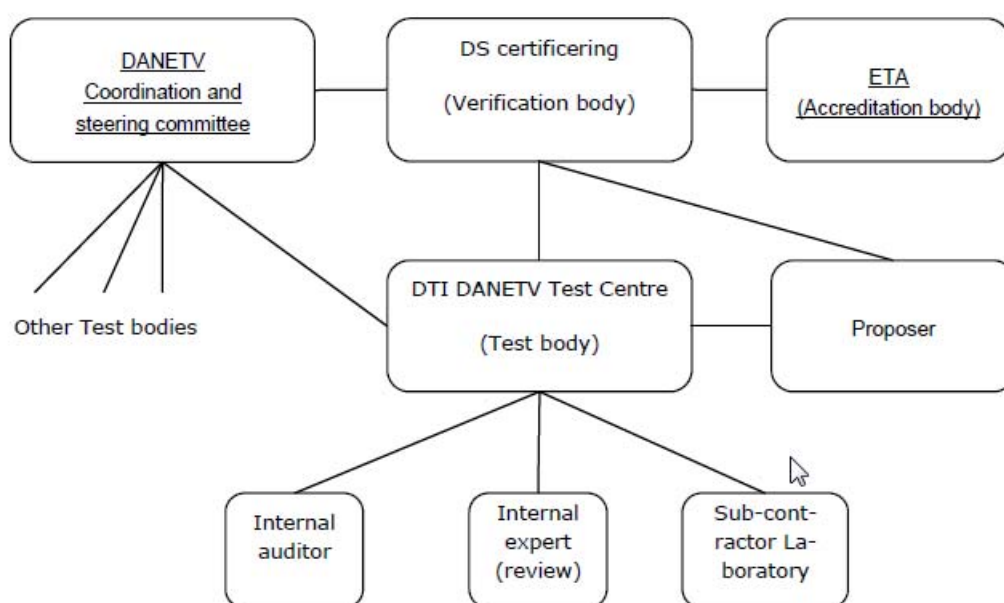 DANETV
Coordination and
steering committee
DS certificering
(Verification body)
ETA
(Accreditation body)
Other Test bodies
DTI DANETV Test Centre
(Test body)
Proposer
Internal
auditor
Internal
expert
(review)
Sub-cont-
ractor La-
boratory